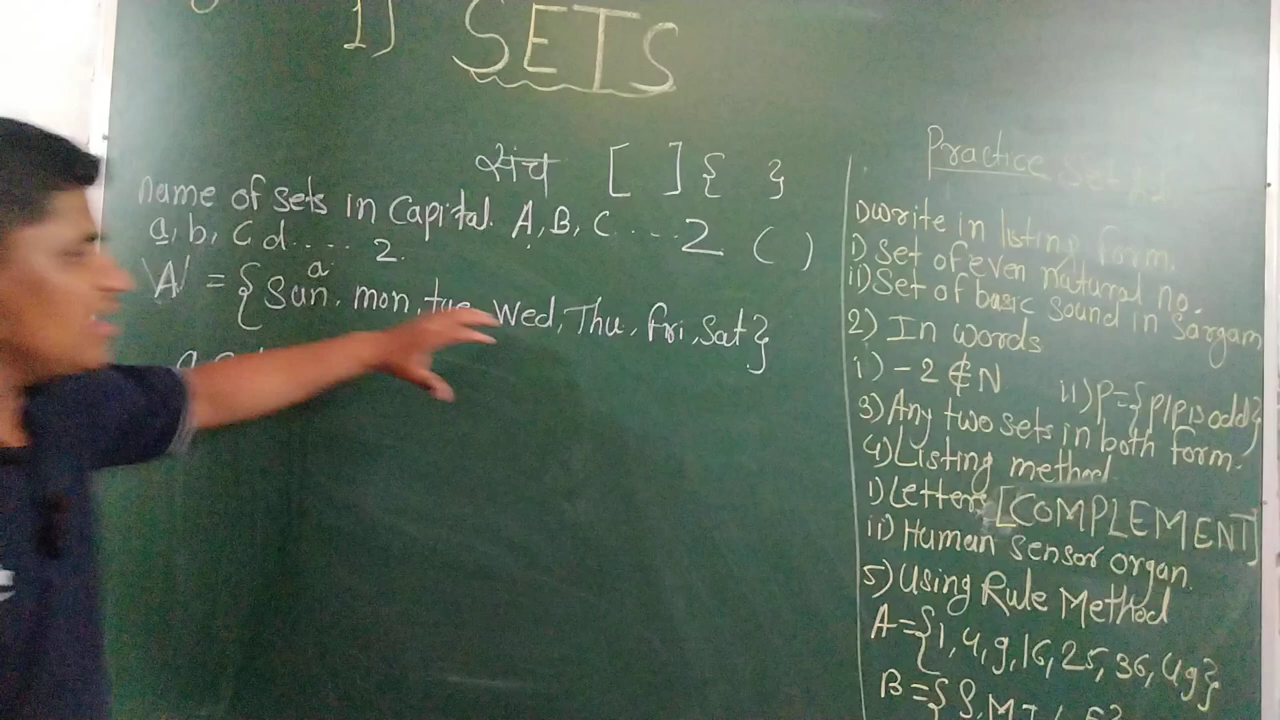 1) SETS
संच [ ] { }
name of sets in Capital. A, B, C .... Z ( )
a, b, c d ..... z.
a
W = { Sun, mon, tue, Wed, Thu, Fri, Sat }
Practice Set
1) write in listing form.
i) Set of even natural no.
ii) Set of basic sound in sargam
2) In words
i) -2 ∉ N ii) P = { p/p is odd }
3) Any two sets in both form.
4) Listing method
i) Letters [COMPLEMENT]
ii) Human sensor organ.
5) Using Rule Method
A = { 1, 4, 9, 16, 25, 36, 49 }
B = {